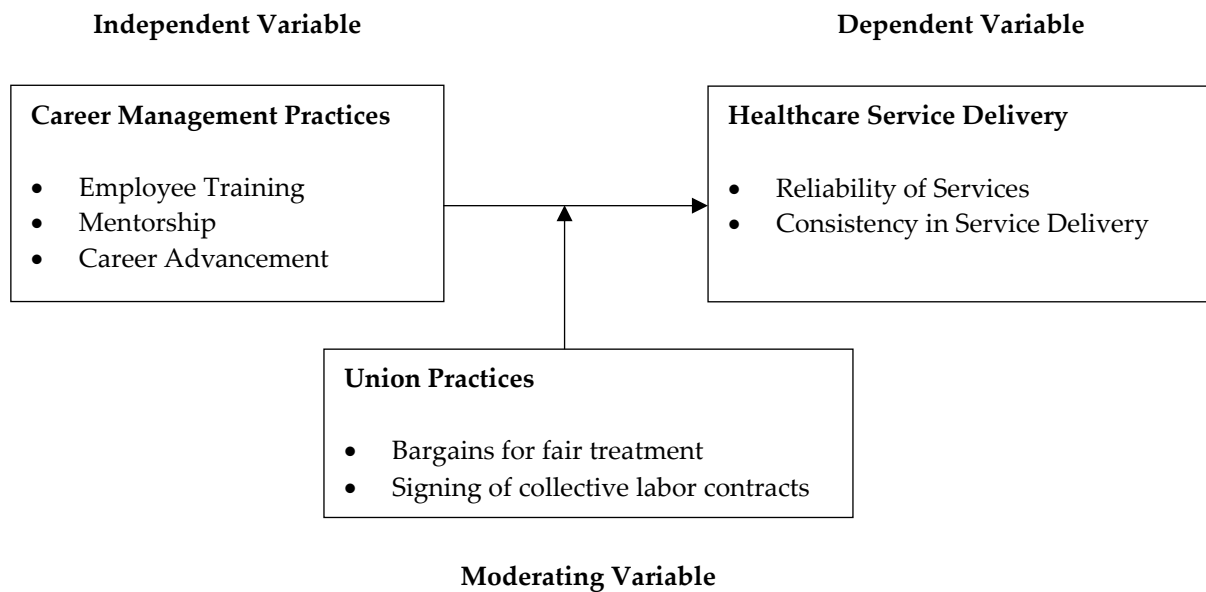 Independent Variable
Dependent Variable
Career Management Practices
• Employee Training
• Mentorship
• Career Advancement
Healthcare Service Delivery
• Reliability of Services
• Consistency in Service Delivery
Union Practices
• Bargains for fair treatment
• Signing of collective labor contracts
Moderating Variable